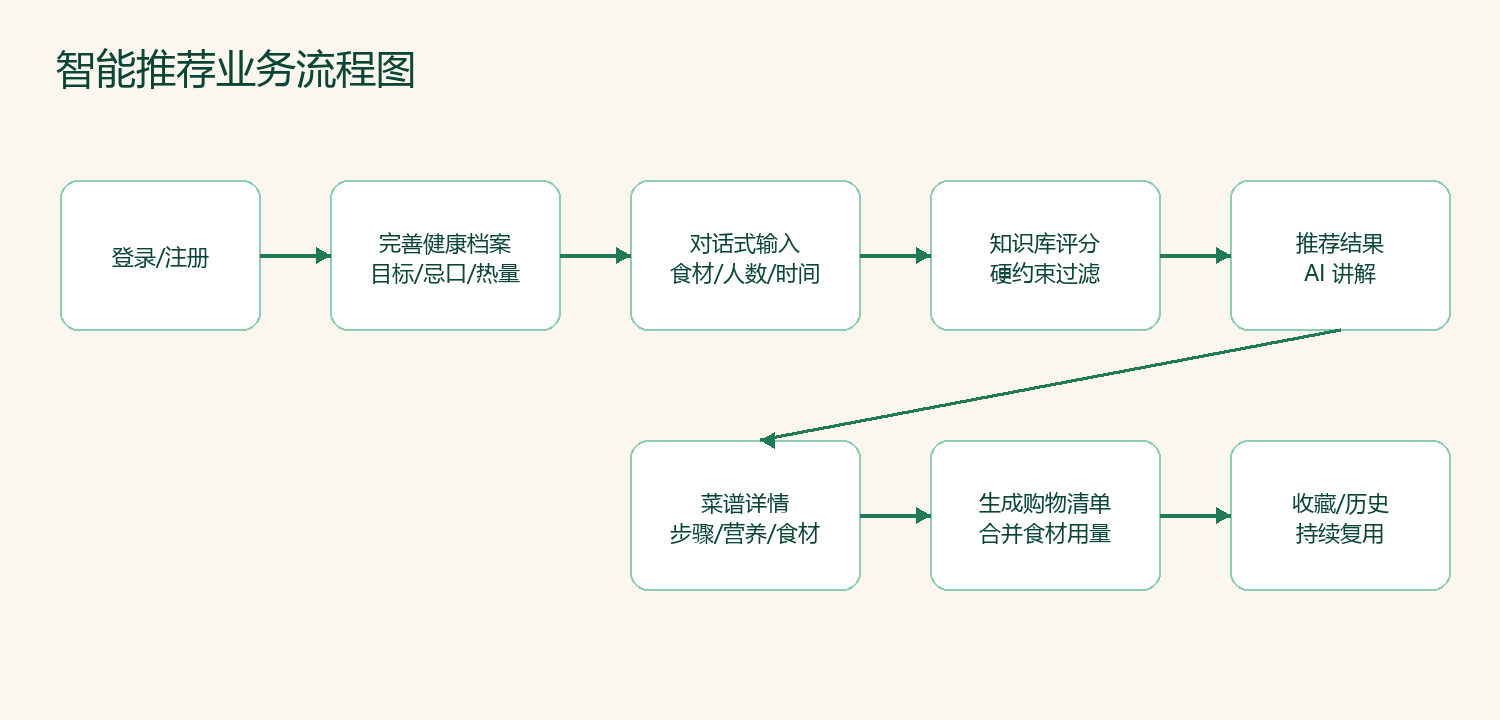 智能推荐业务流程图
登录/注册
完善健康档案
目标/忌口/热量
对话式输入
食材/人数/时间
知识库评分
硬约束过滤
推荐结果
AI 讲解
菜谱详情
步骤/营养/食材
生成购物清单
合并食材用量
收藏/历史
持续复用